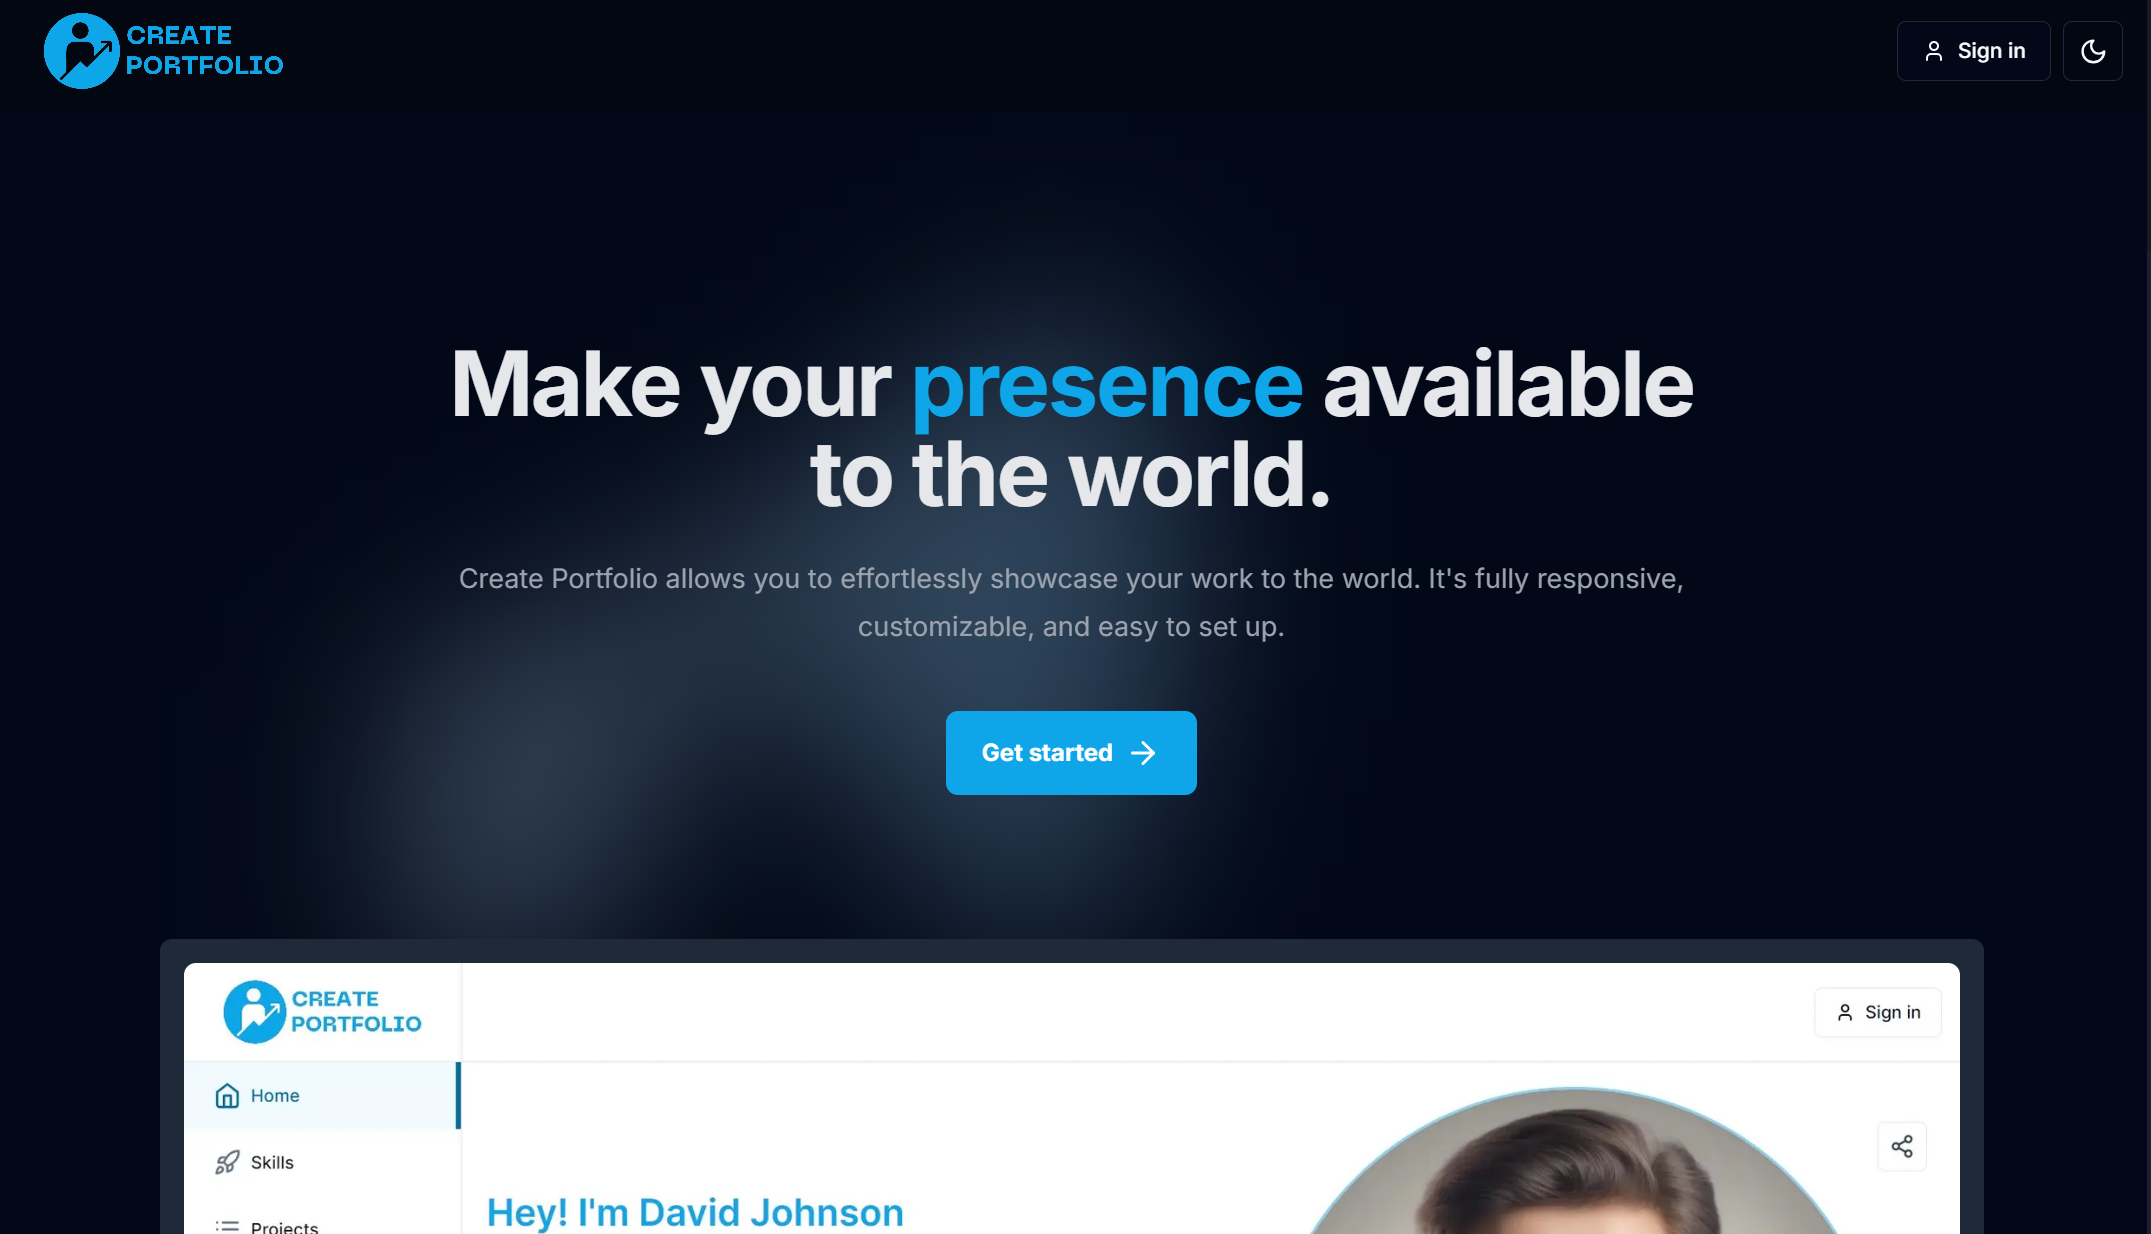 CREATE
PORTFOLIO
Sign in
Make your presence available
to the world.
Create Portfolio allows you to effortlessly showcase your work to the world. It's fully responsive,
customizable, and easy to set up.
Get started
CREATE
PORTFOLIO
Sign in
Home
Skills
Projects
Hey! I'm David Johnson